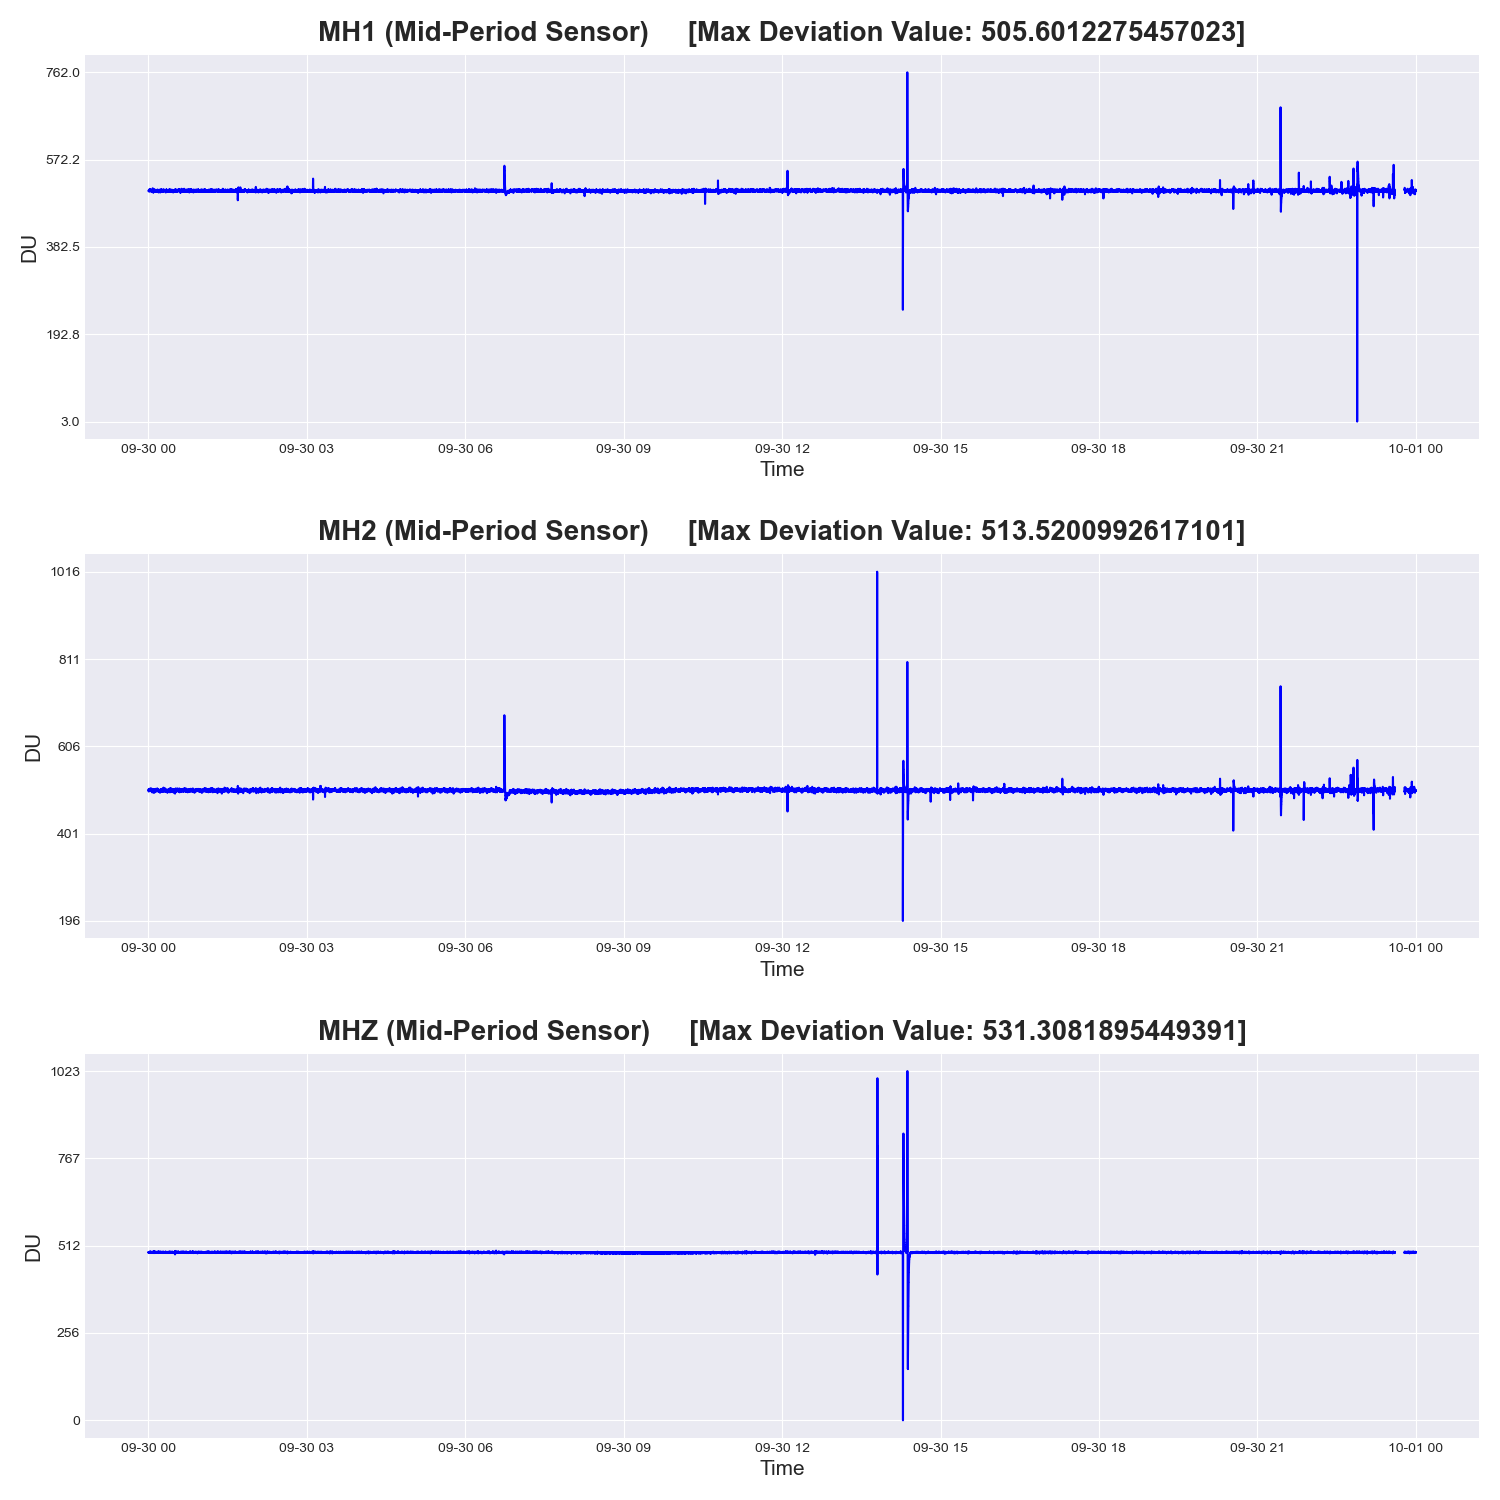 MH1 (Mid-Period Sensor) [Max Deviation Value: 505.6012275457023]
762.0
572.2
382.5
192.8
3.0
DU
09-30 00 09-30 03 09-30 06 09-30 09 09-30 12 09-30 15 09-30 18 09-30 21 10-01 00
Time
MH2 (Mid-Period Sensor) [Max Deviation Value: 513.5200992617101]
1016
811
606
401
196
DU
09-30 00 09-30 03 09-30 06 09-30 09 09-30 12 09-30 15 09-30 18 09-30 21 10-01 00
Time
MHZ (Mid-Period Sensor) [Max Deviation Value: 531.3081895449391]
1023
767
512
256
0
DU
09-30 00 09-30 03 09-30 06 09-30 09 09-30 12 09-30 15 09-30 18 09-30 21 10-01 00
Time